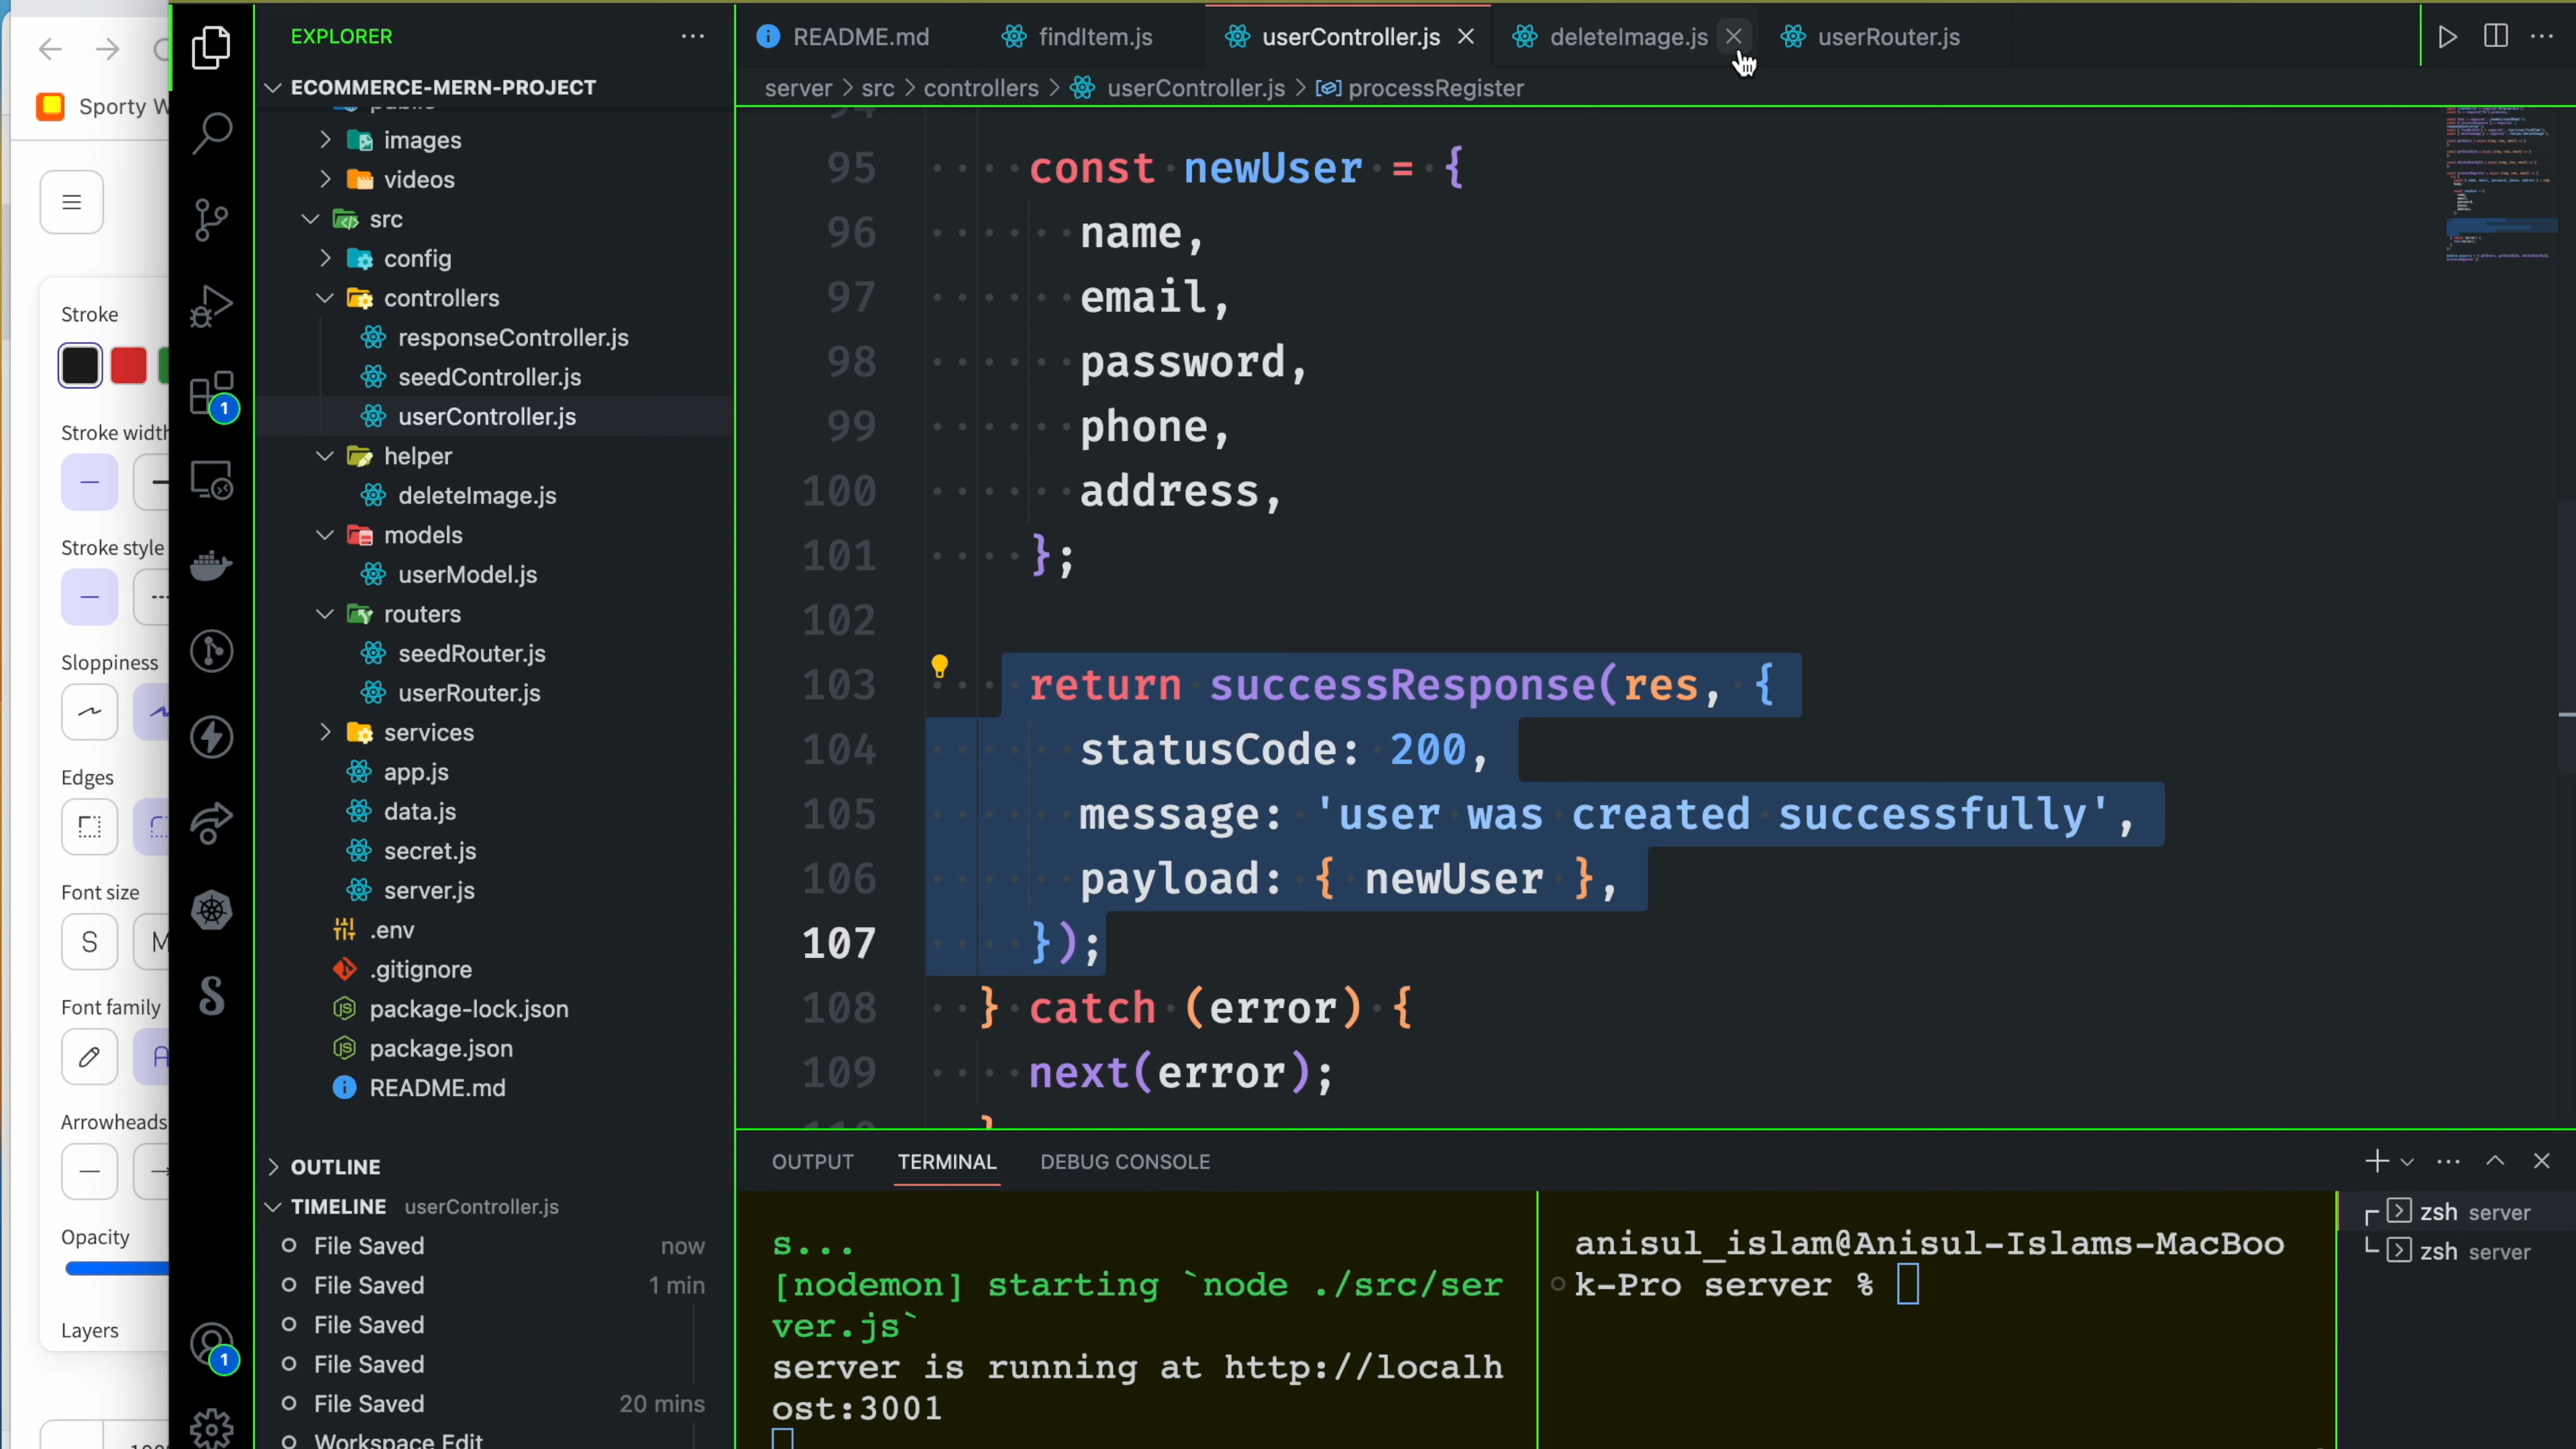 Sporty W
Stroke
Stroke width
Stroke style
Sloppiness
Edges
Font size
S
M
Font family
A
Arrowheads
Opacity
Layers
1
1
EXPLORER
ECOMMERCE-MERN-PROJECT
public
images
videos
src
config
controllers
responseController.js
seedController.js
userController.js
helper
deleteImage.js
models
userModel.js
routers
seedRouter.js
userRouter.js
services
app.js
data.js
secret.js
server.js
.env
.gitignore
package-lock.json
package.json
README.md
OUTLINE
TIMELINE userController.js
File Saved now
File Saved 1 min
File Saved
File Saved
File Saved 20 mins
Workspace Edit
README.md findItem.js userController.js deleteImage.js userRouter.js
server > src > controllers > userController.js > processRegister
94
95 const newUser = {
96 name,
97 email,
98 password,
99 phone,
100 address,
101 };
102
103 return successResponse(res, {
104 statusCode: 200,
105 message: 'user was created successfully',
106 payload: { newUser },
107 });
108 } catch (error) {
109 next(error);
110 }
OUTPUT TERMINAL DEBUG CONSOLE
s...
[nodemon] starting `node ./src/ser
ver.js`
server is running at http://localh
ost:3001
anisul_islam@Anisul-Islams-MacBoo
k-Pro server %
zsh server
zsh server